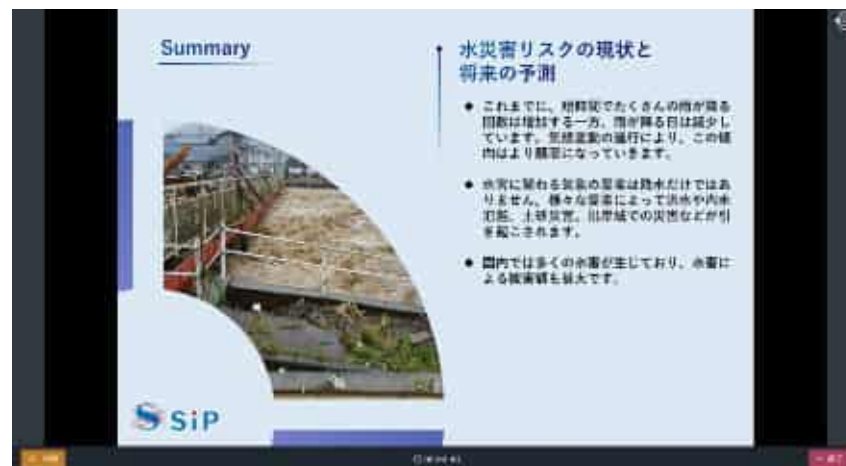 Summary
水災害リスクの現状と
将来の予測
これまでに、短時間でたくさんの雨が降る
回数は増加する一方、雨が降る日は減少し
ています。気候変動の進行により、この傾
向はより顕著になっていきます。
水害に関わる気象の要素は降水だけではあ
りません。様々な要素によって洪水や内水
氾濫、土砂災害、沿岸域での災害などが引
き起こされます。
国内では多くの水害が生じており、水害に
よる被害額も甚大です。
SiP
終了